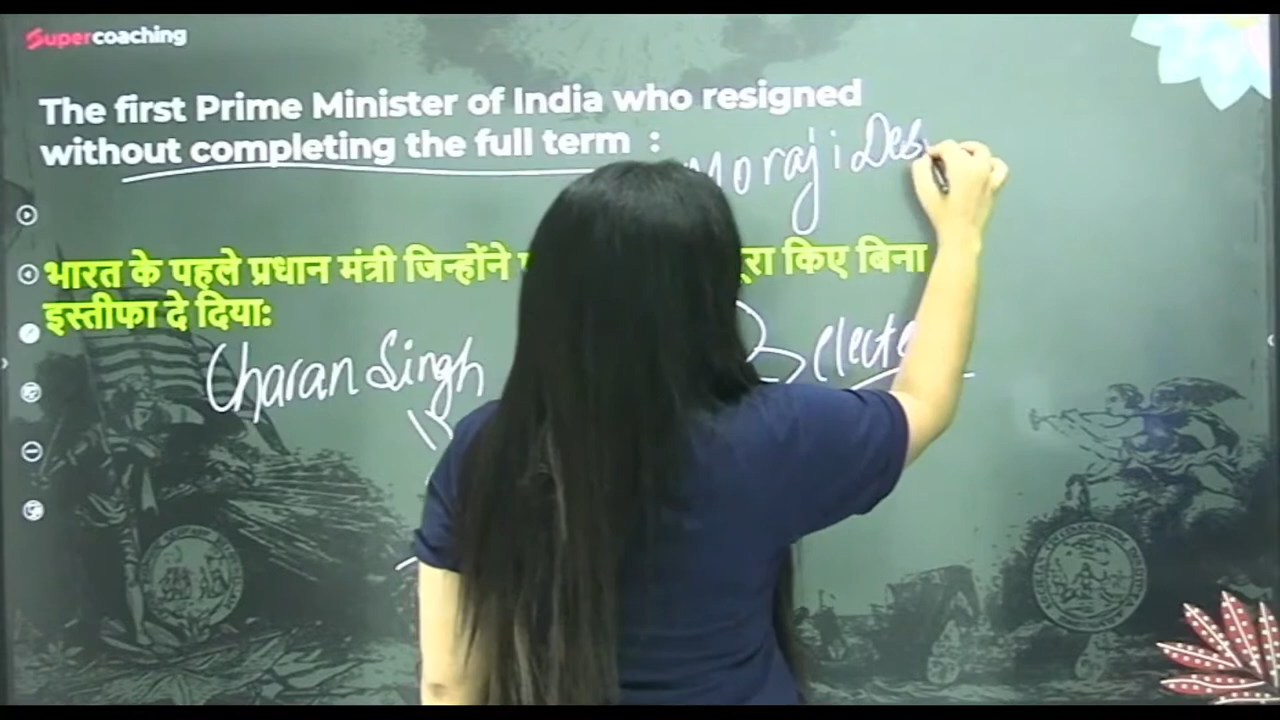 Supercoaching
The first Prime Minister of India who resigned
without completing the full term :
Moraji Des
भारत के पहले प्रधान मंत्री जिन्होंने किए बिना
इस्तीफा दे दिया:
Charan Singh